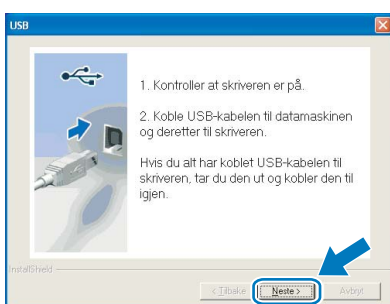 USB
1. Kontroller at skriveren er på.
2. Koble USB-kabelen til datamaskinen
og deretter til skriveren.
Hvis du alt har koblet USB-kabelen til
skriveren, tar du den ut og kobler den til
igjen.
InstallShield
< Tilbake Neste > Avbryt